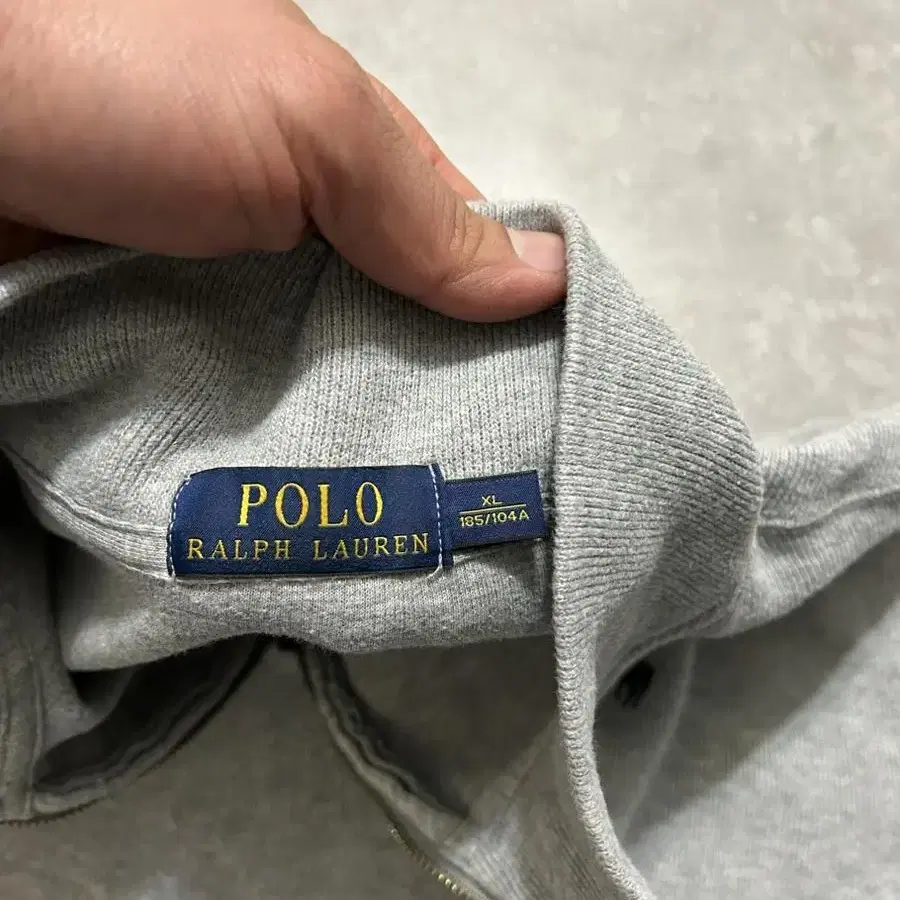 POLO
RALPH LAUREN
XL
185/104A